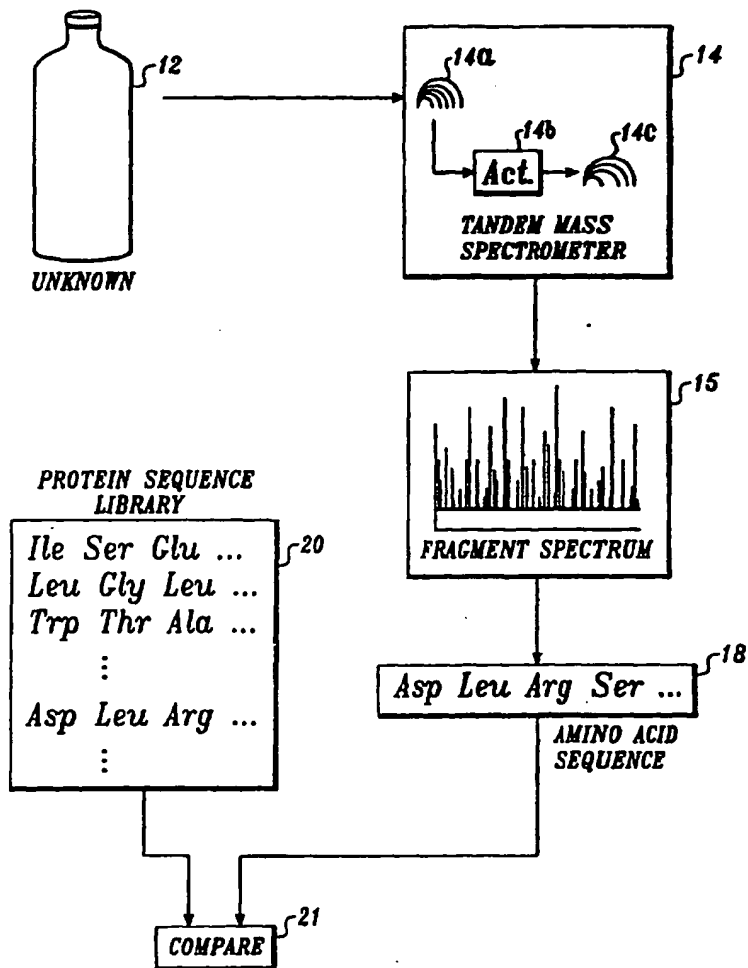 12
UNKNOWN
14
14a
14b
14c
Act.
TANDEM MASS
SPECTROMETER
15
FRAGMENT SPECTRUM
PROTEIN SEQUENCE
LIBRARY
20
Ile Ser Glu ...
Leu Gly Leu ...
Trp Thr Ala ...
⋮
Asp Leu Arg ...
⋮
18
Asp Leu Arg Ser ...
AMINO ACID
SEQUENCE
21
COMPARE